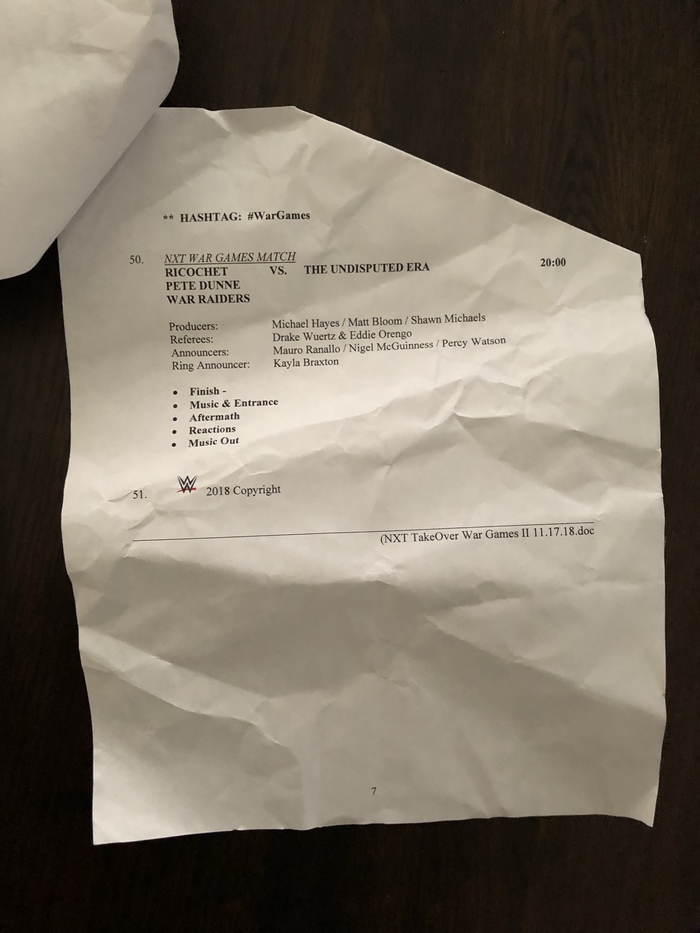 ** HASHTAG: #WarGames
50. NXT WAR GAMES MATCH
RICOCHET VS. THE UNDISPUTED ERA 20:00
PETE DUNNE
WAR RAIDERS
Producers: Michael Hayes / Matt Bloom / Shawn Michaels
Referees: Drake Wuertz & Eddie Orengo
Announcers: Mauro Ranallo / Nigel McGuinness / Percy Watson
Ring Announcer: Kayla Braxton
• Finish -
• Music & Entrance
• Aftermath
• Reactions
• Music Out
51. W 2018 Copyright
(NXT TakeOver War Games II 11.17.18.doc
7